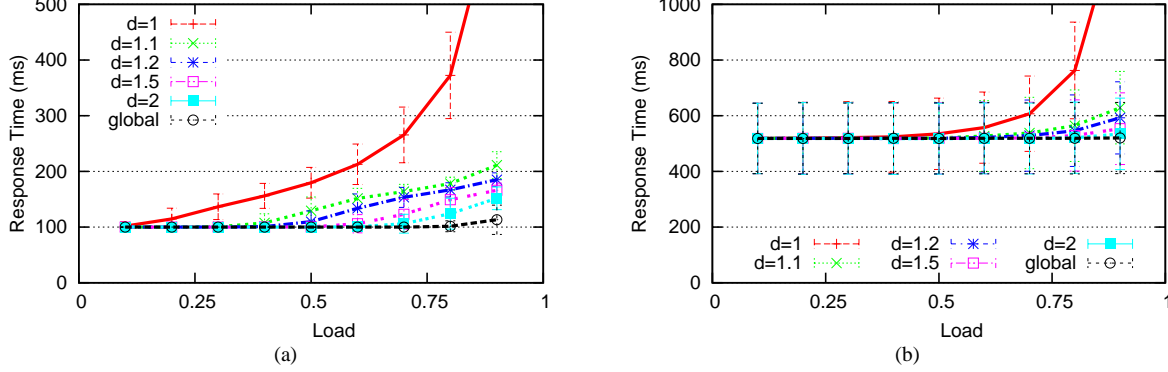 500
400
300
200
100
0
Response Time (ms)
d=1
d=1.1
d=1.2
d=1.5
d=2
global
0 0.25 0.5 0.75 1
Load
(a)
1000
800
600
400
200
0
Response Time (ms)
d=1 d=1.2 d=2
d=1.1 d=1.5 global
0 0.25 0.5 0.75 1
Load
(b)